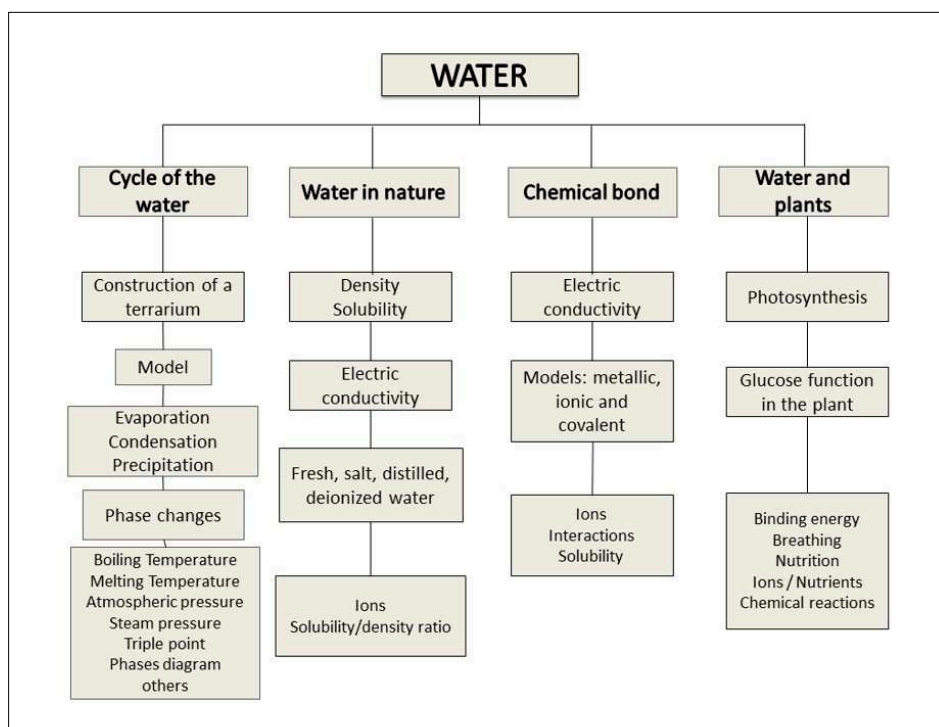 WATER
Cycle of the
water
Construction of a
terrarium
Model
Evaporation
Condensation
Precipitation
Phase changes
Boiling Temperature
Melting Temperature
Atmospheric pressure
Steam pressure
Triple point
Phases diagram
others
Water in nature
Density
Solubility
Electric
conductivity
Fresh, salt, distilled,
deionized water
Ions
Solubility/density ratio
Chemical bond
Electric
conductivity
Models: metallic,
ionic and
covalent
Ions
Interactions
Solubility
Water and
plants
Photosynthesis
Glucose function
in the plant
Binding energy
Breathing
Nutrition
Ions / Nutrients
Chemical reactions